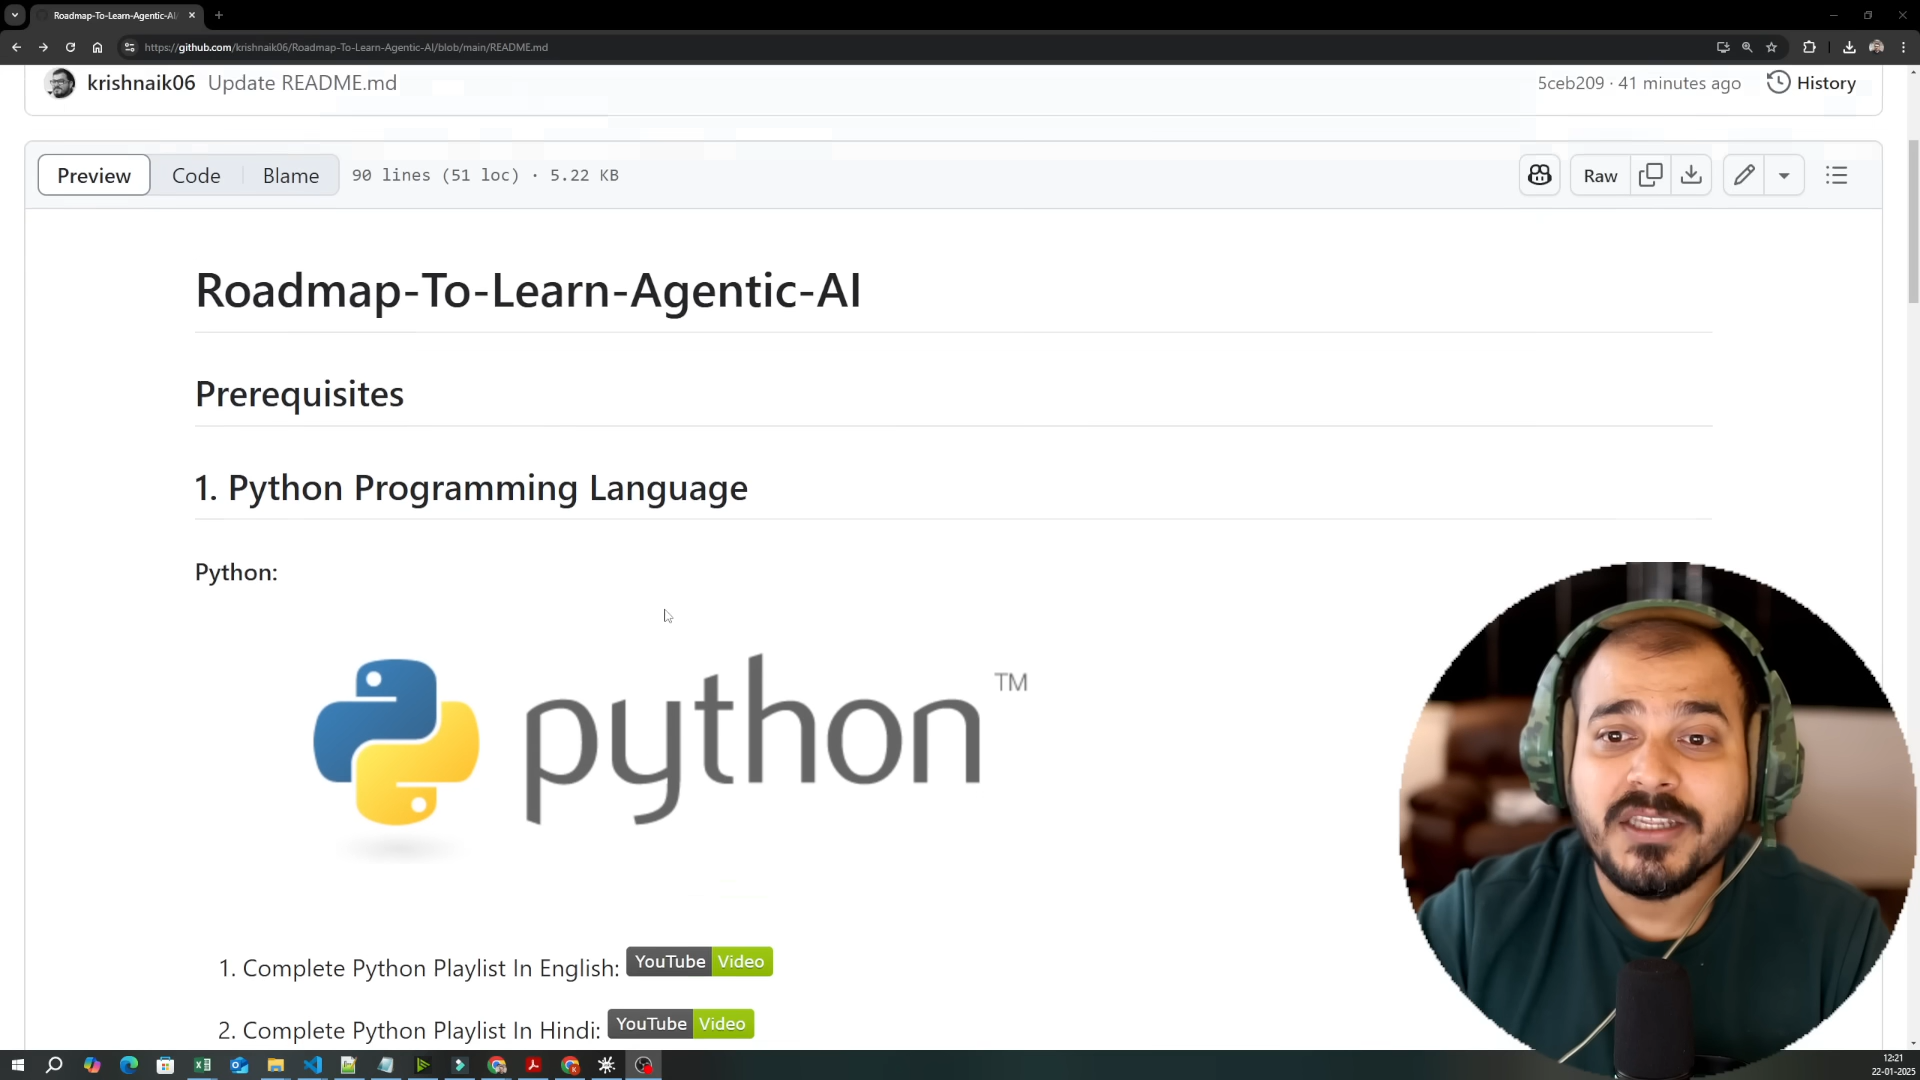 Roadmap-To-Learn-Agentic-AI/
https://github.com/krishnaik06/Roadmap-To-Learn-Agentic-AI/blob/main/README.md
krishnaik06 Update README.md 5ceb209 · 41 minutes ago History
Preview Code Blame 90 lines (51 loc) · 5.22 KB Raw
Roadmap-To-Learn-Agentic-AI
Prerequisites
1. Python Programming Language
Python:
python TM
1. Complete Python Playlist In English: YouTube Video
2. Complete Python Playlist In Hindi: YouTube Video
12:21
22-01-2025